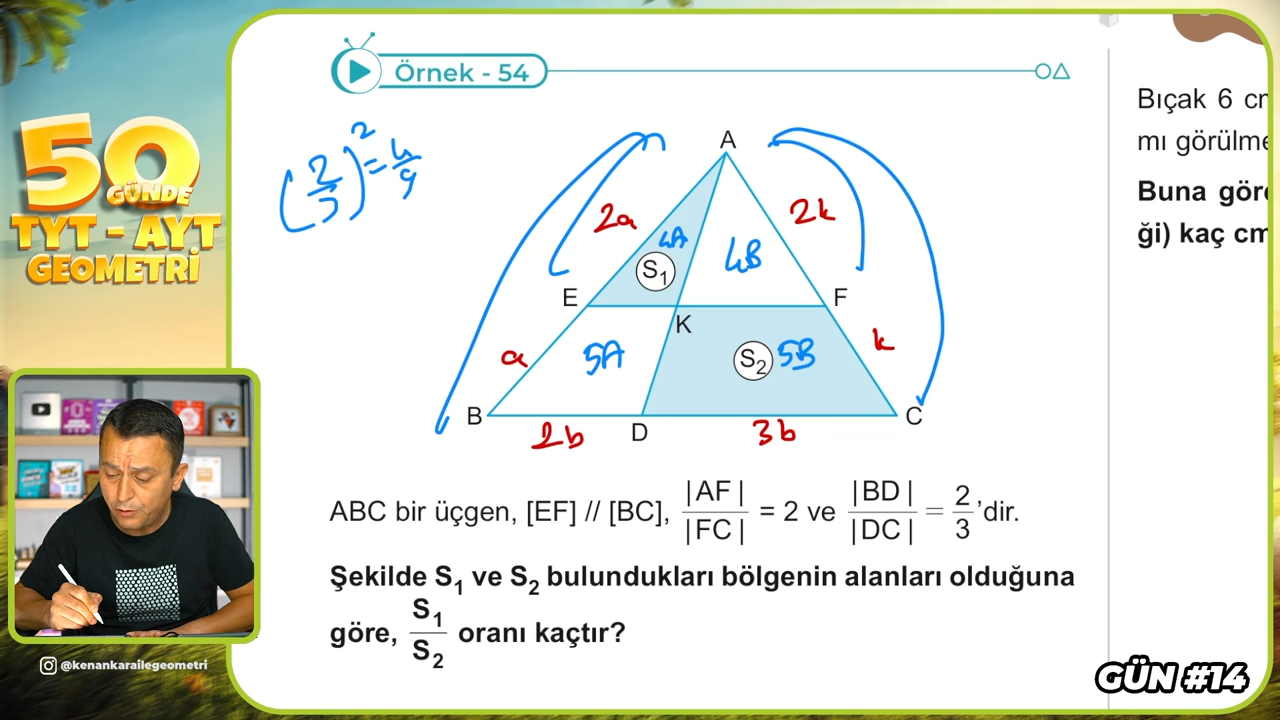 50
GÜNDE
TYT - AYT
GEOMETRİ
Örnek - 54
(2/3)² = 4/9
A
2a
2k
4A
4B
S₁
E
F
K
a
5A
S₂
5B
k
B
D
C
2b
3b
ABC bir üçgen, [EF] // [BC], |AF|/|FC| = 2 ve |BD|/|DC| = 2/3 'dir.
Şekilde S₁ ve S₂ bulundukları bölgenin alanları olduğuna
göre, S₁/S₂ oranı kaçtır?
Bıçak 6 cm
mı görülme
Buna göre
ği) kaç cm
@kenankarailegeometri
GÜN #14